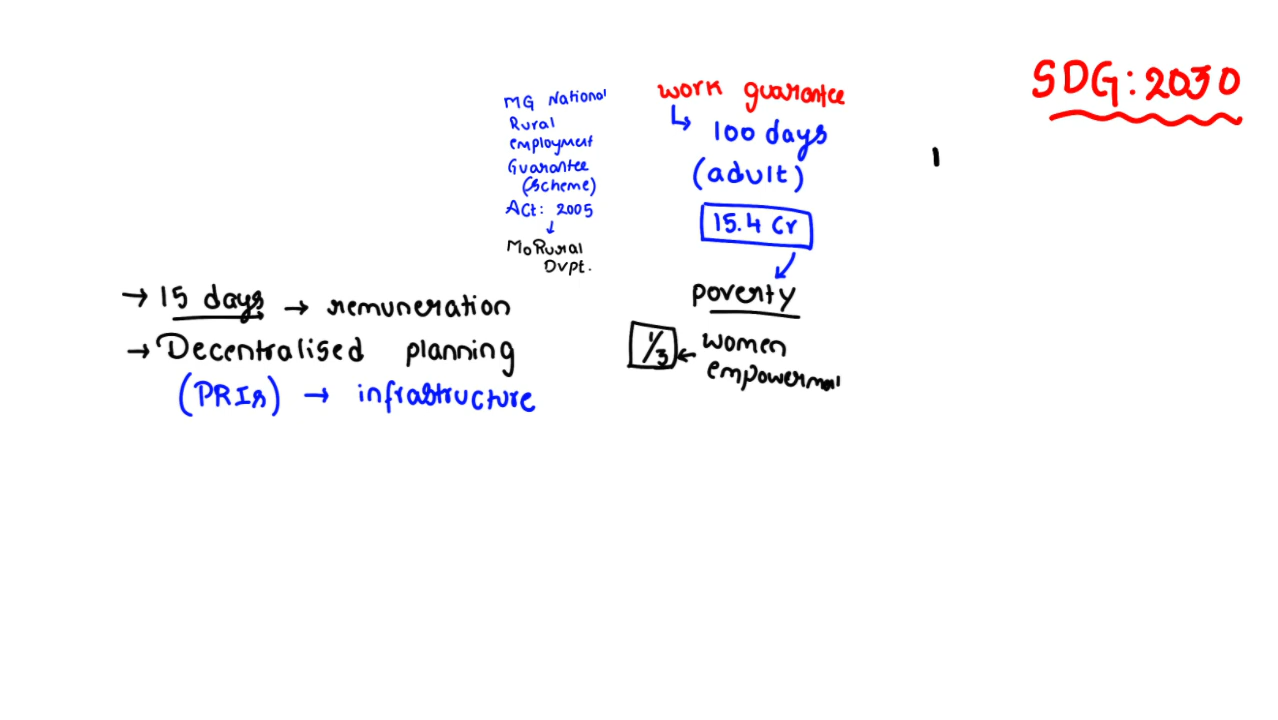 SDG: 2030
MG National
Rural
employment
Guarantee
(Scheme)
Act: 2005
↓
MoRural
Dvpt.
work guarantee
↳ 100 days
(adult)
15.4 Cr
poverty
1/3 ← women
empowerment
→ 15 days → remuneration
→ Decentralised planning
(PRIs) → infrastructure